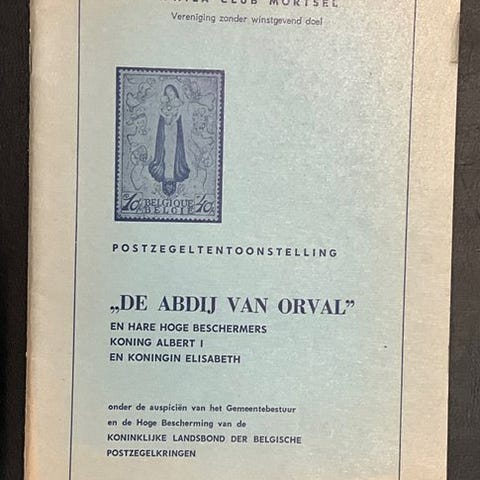 CLUB MORTSEL
Vereniging zonder winstgevend doel
BELGIQUE
BELGIE
POSTZEGELTENTOONSTELLING
„DE ABDIJ VAN ORVAL”
EN HARE HOGE BESCHERMERS
KONING ALBERT I
EN KONINGIN ELISABETH
onder de auspiciën van het Gemeentebestuur
en de Hoge Bescherming van de
KONINKLIJKE LANDSBOND DER BELGISCHE
POSTZEGELKRINGEN